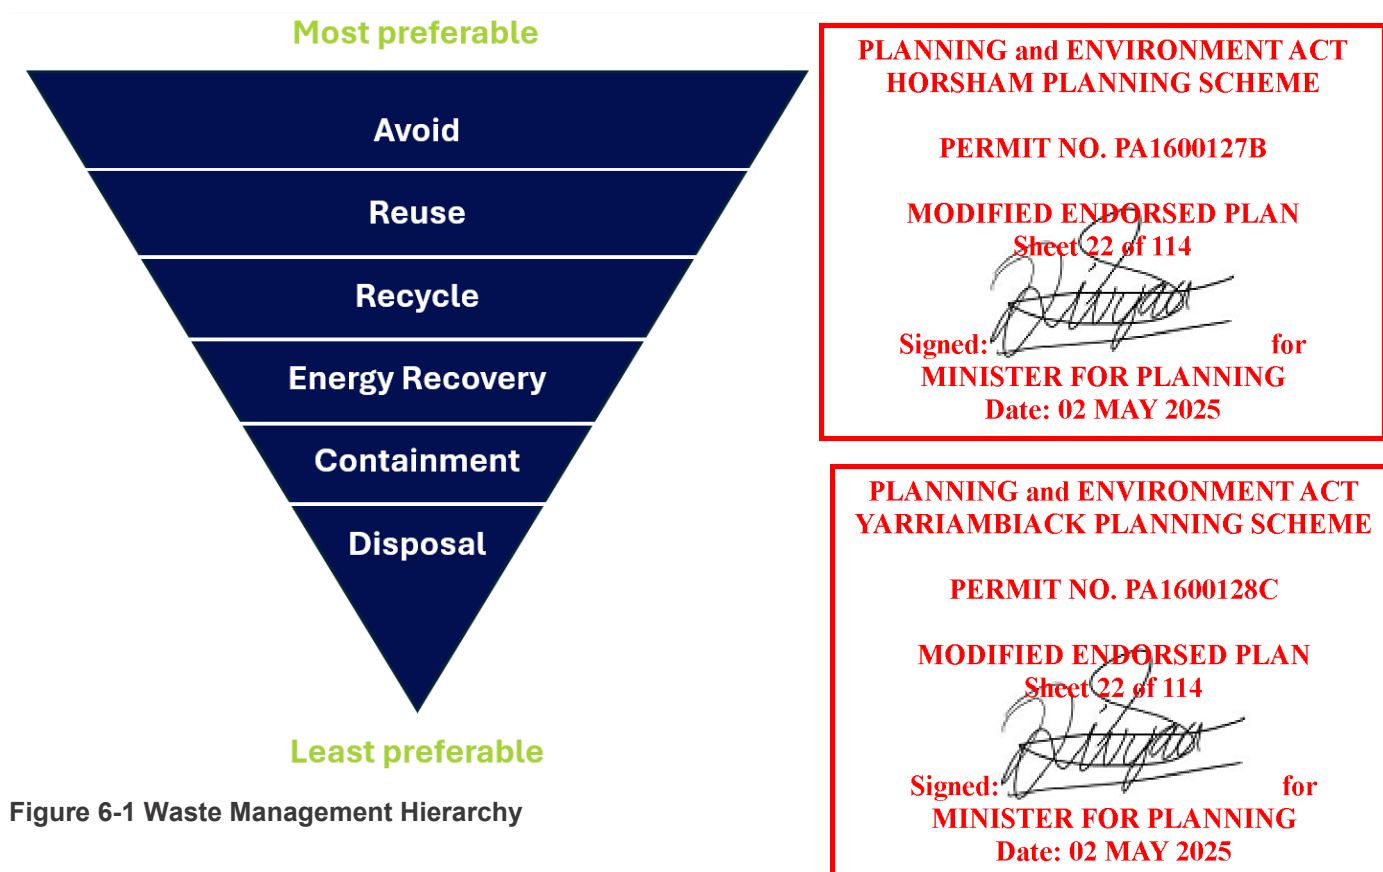 Most preferable
Avoid
Reuse
Recycle
Energy Recovery
Containment
Disposal
Least preferable
Figure 6-1 Waste Management Hierarchy
PLANNING and ENVIRONMENT ACT
HORSHAM PLANNING SCHEME
PERMIT NO. PA1600127B
MODIFIED ENDORSED PLAN
Sheet 22 of 114
Signed: for
MINISTER FOR PLANNING
Date: 02 MAY 2025
PLANNING and ENVIRONMENT ACT
YARRIAMBIACK PLANNING SCHEME
PERMIT NO. PA1600128C
MODIFIED ENDORSED PLAN
Sheet 22 of 114
Signed: for
MINISTER FOR PLANNING
Date: 02 MAY 2025